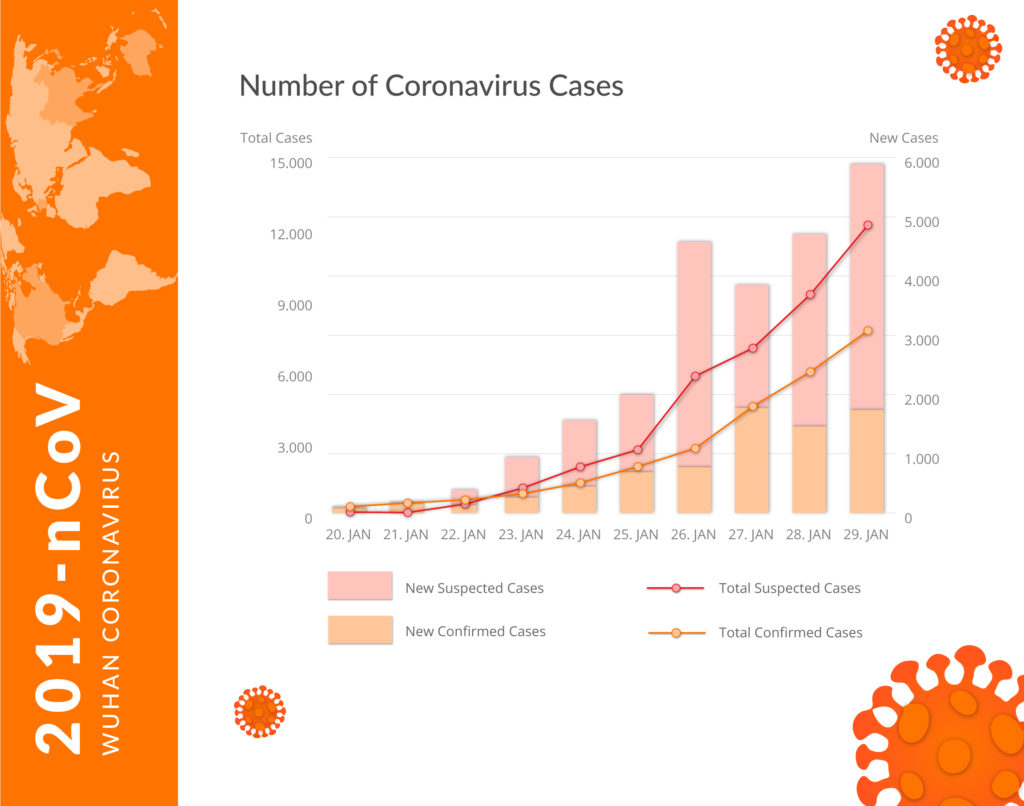 2019-nCoV
WUHAN CORONAVIRUS
Number of Coronavirus Cases
Total Cases
New Cases
15.000
12.000
9.000
6.000
3.000
0
6.000
5.000
4.000
3.000
2.000
1.000
0
20. JAN 21. JAN 22. JAN 23. JAN 24. JAN 25. JAN 26. JAN 27. JAN 28. JAN 29. JAN
New Suspected Cases
Total Suspected Cases
New Confirmed Cases
Total Confirmed Cases